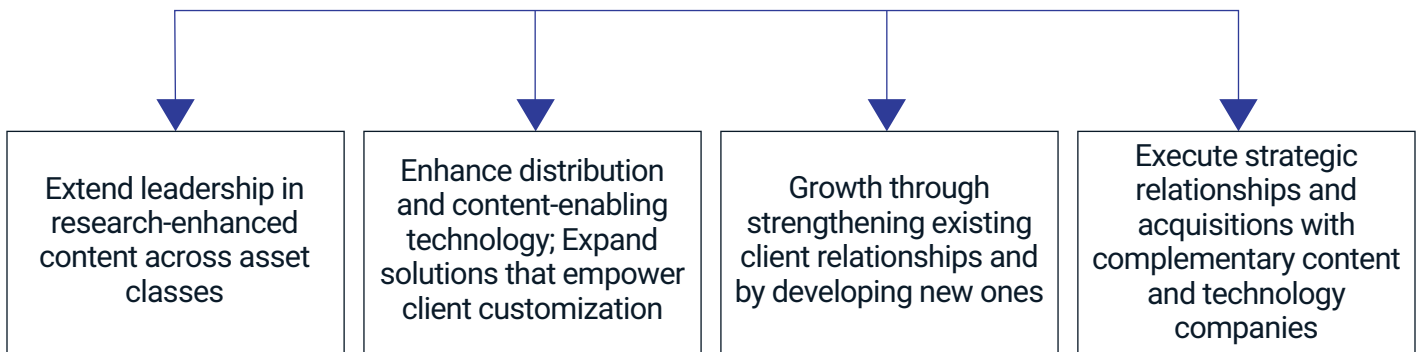 Extend leadership in
research-enhanced
content across asset
classes
Enhance distribution
and content-enabling
technology; Expand
solutions that empower
client customization
Growth through
strengthening existing
client relationships and
by developing new ones
Execute strategic
relationships and
acquisitions with
complementary content
and technology
companies